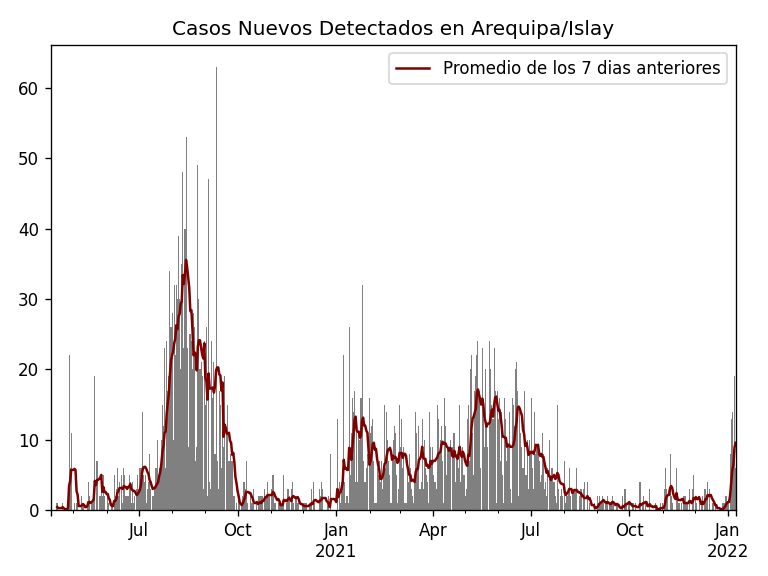 Casos Nuevos Detectados en Arequipa/Islay
Promedio de los 7 dias anteriores
60
50
40
30
20
10
0
Jul Oct Jan Apr Jul Oct Jan
2021 2022